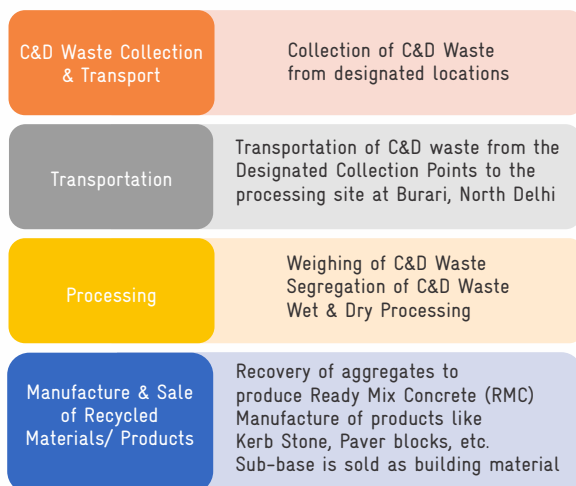 C&D Waste Collection
& Transport
Collection of C&D Waste
from designated locations
Transportation
Transportation of C&D waste from the
Designated Collection Points to the
processing site at Burari, North Delhi
Processing
Weighing of C&D Waste
Segregation of C&D Waste
Wet & Dry Processing
Manufacture & Sale
of Recycled
Materials/ Products
Recovery of aggregates to
produce Ready Mix Concrete (RMC)
Manufacture of products like
Kerb Stone, Paver blocks, etc.
Sub-base is sold as building material